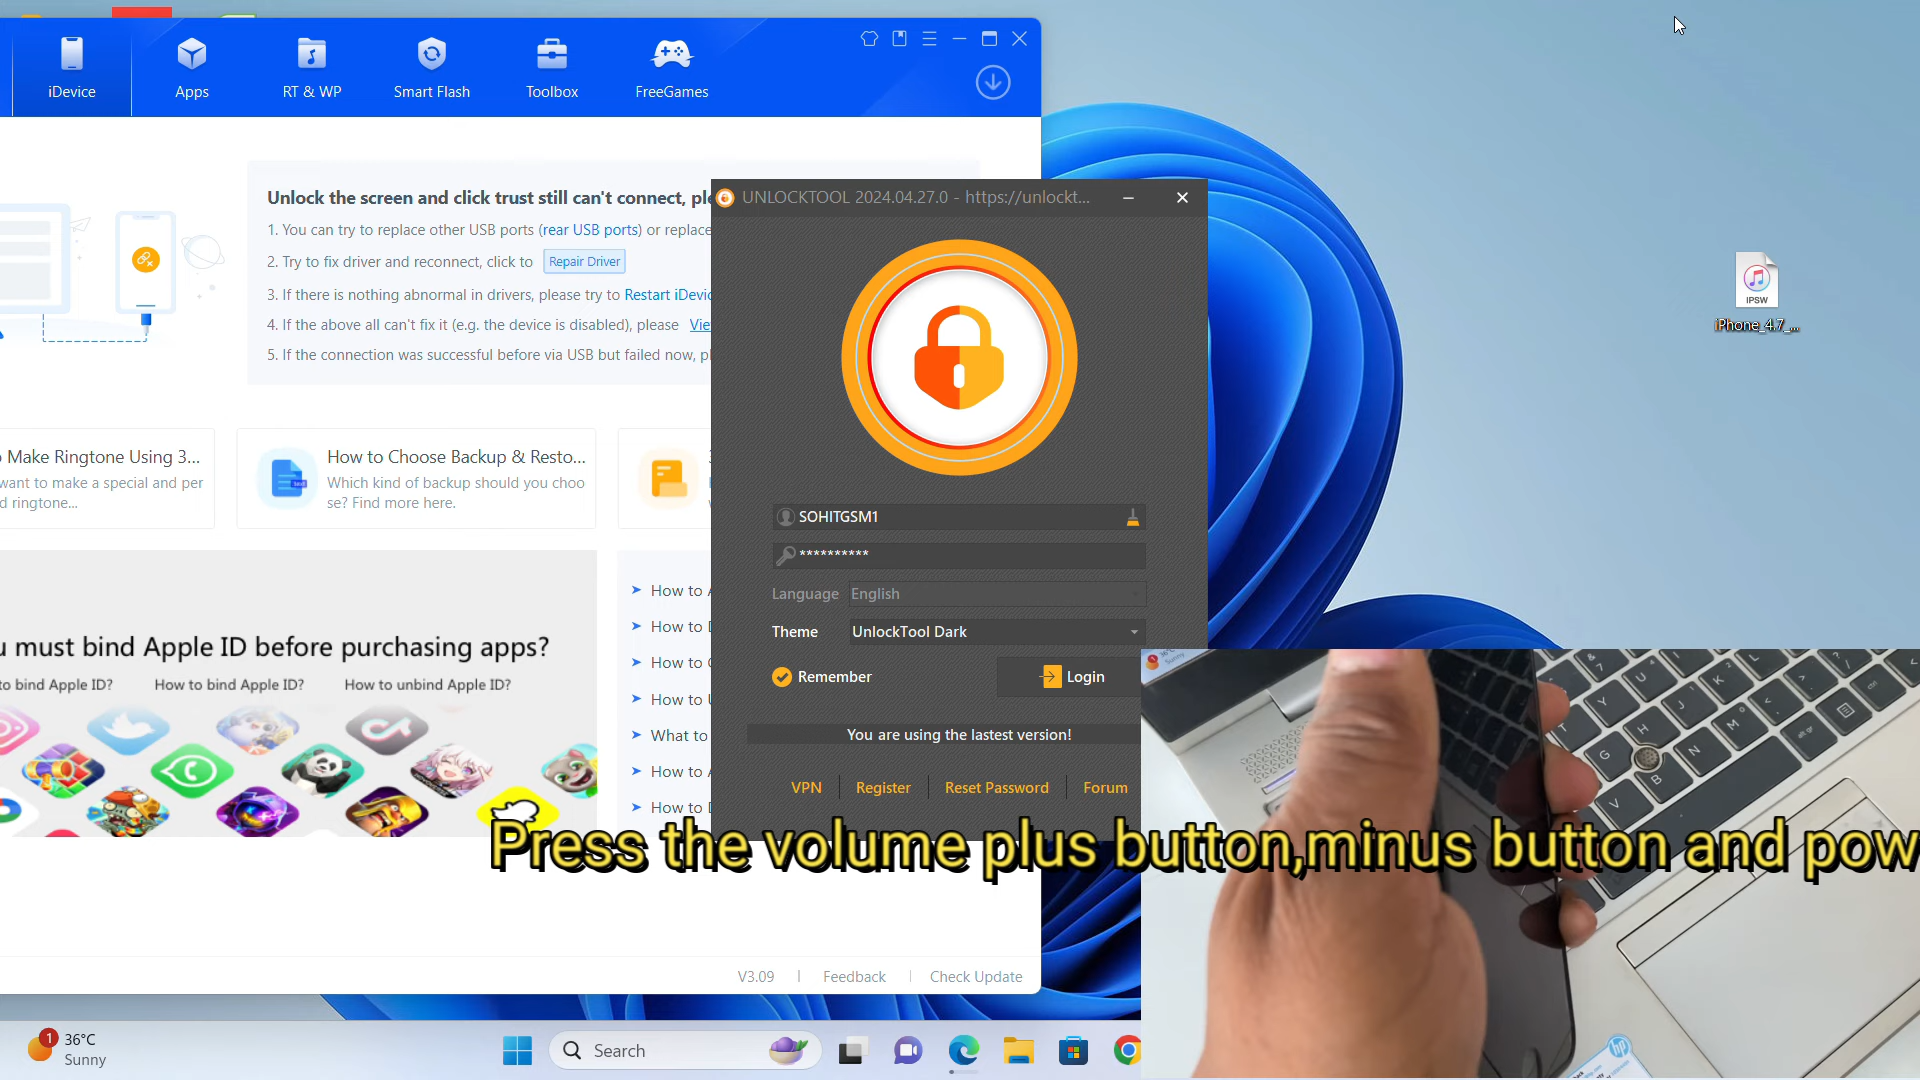 iDevice
Apps
RT & WP
Smart Flash
Toolbox
FreeGames
Unlock the screen and click trust still can't connect,
1. You can try to replace other USB ports (rear USB ports) or replace
2. Try to fix driver and reconnect, click to Repair Driver
3. If there is nothing abnormal in drivers, please try to Restart
4. If the above all can't fix it (e.g. the device is disabled), please
5. If the connection was successful before via USB but failed now,
UNLOCKTOOL 2024.04.27.0 - https://unlockt...
SOHITGSM1
**********
Language English
Theme UnlockTool Dark
Remember
Login
You are using the lastest version!
VPN
Register
Reset Password
Forum
IPSW
iPhone_4.7_...
Make Ringtone Using 3...
want to make a special and per
d ringtone...
How to Choose Backup & Resto...
Which kind of backup should you choo
se? Find more here.
must bind Apple ID before purchasing apps?
to bind Apple ID?
How to bind Apple ID?
How to unbind Apple ID?
How to
How to
How to
How to
What to
How to
How to
Press the volume plus button,minus button and pow
V3.09
Feedback
Check Update
1
36°C
Sunny
Search
hp